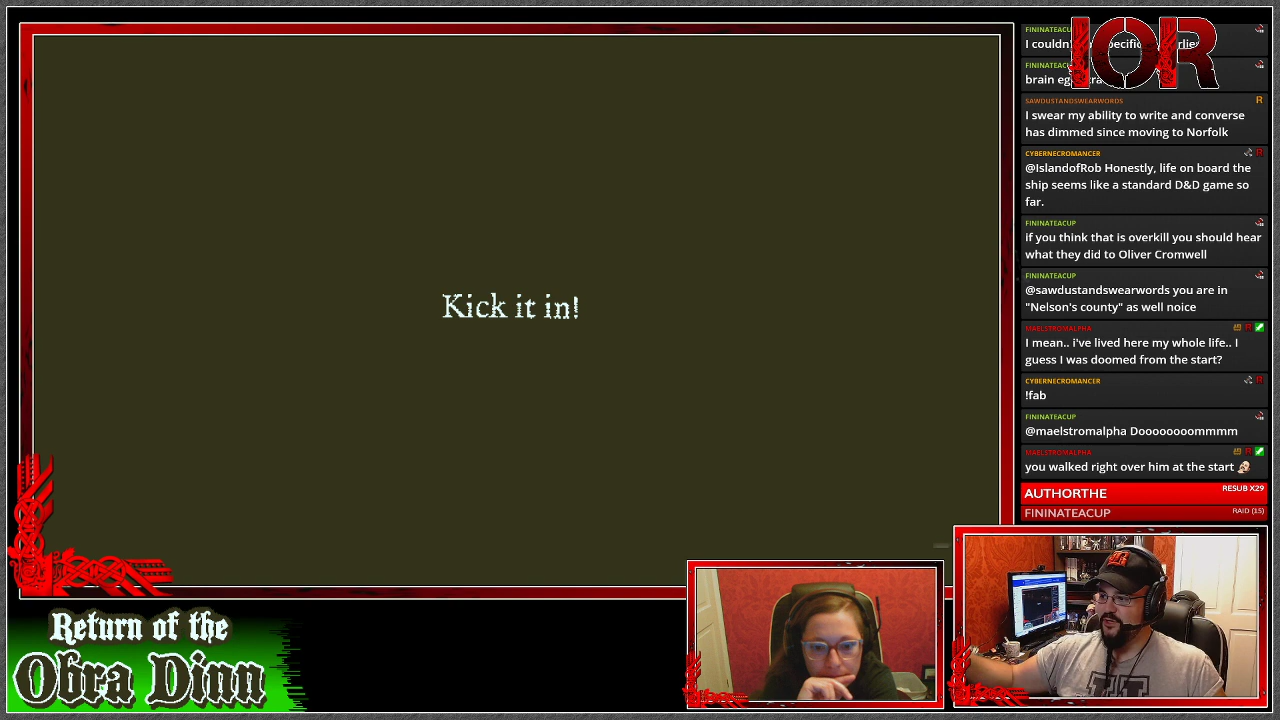 Kick it in!
FININATEACUP
I couldn'
IOR
FININATEACUP
brain eg
SAWDUSTANDSWEARWORDS
R
I swear my ability to write and converse
has dimmed since moving to Norfolk
CYBERNECROMANCER
R
@IslandofRob Honestly, life on board the
ship seems like a standard D&D game so
far.
FININATEACUP
if you think that is overkill you should hear
what they did to Oliver Cromwell
FININATEACUP
@sawdustandswearwords you are in
"Nelson's county" as well noice
MAELSTROMALPHA
R
I mean.. i've lived here my whole life.. I
guess I was doomed from the start?
CYBERNECROMANCER
R
!fab
FININATEACUP
@maelstromalpha Doooooooommmm
MAELSTROMALPHA
R
you walked right over him at the start
AUTHORTHE
RESUB X29
FININATEACUP
RAID (15)
Return of the
Obra Dinn